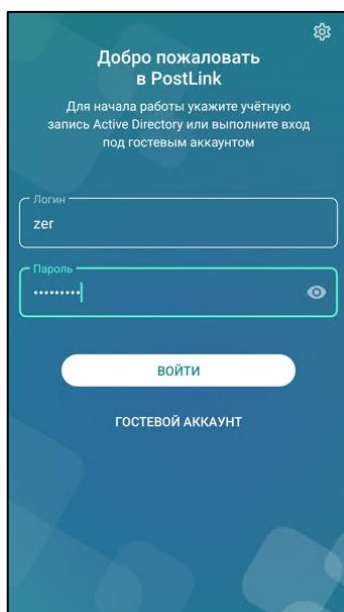 Добро пожаловать
в PostLink
Для начала работы укажите учётную
запись Active Directory или выполните вход
под гостевым аккаунтом
Логин
zer
Пароль
•••••••••
ВОЙТИ
ГОСТЕВОЙ АККАУНТ